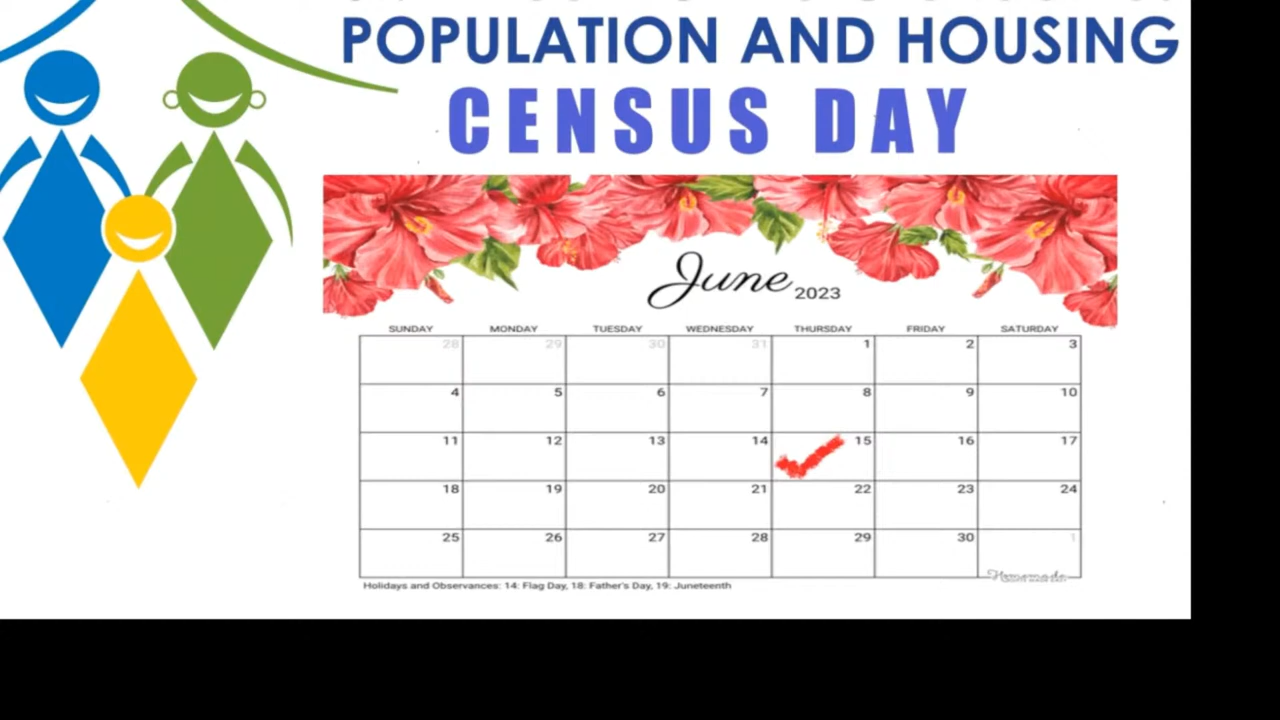 POPULATION AND HOUSING
CENSUS DAY
June 2023
SUNDAY MONDAY TUESDAY WEDNESDAY THURSDAY FRIDAY SATURDAY
28 29 30 31 1 2 3
4 5 6 7 8 9 10
11 12 13 14 15 16 17
18 19 20 21 22 23 24
25 26 27 28 29 30 1
Homemade
Holidays and Observances: 14: Flag Day, 18: Father's Day, 19: Juneteenth